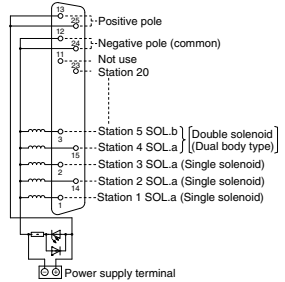 13
25
Positive pole
12
24
Negative pole (common)
11
Not use
23
Station 20
Station 5 SOL.b
3
Station 4 SOL.a
15
Double solenoid
(Dual body type)
Station 3 SOL.a (Single solenoid)
2
Station 2 SOL.a (Single solenoid)
14
Station 1 SOL.a (Single solenoid)
1
Power supply terminal